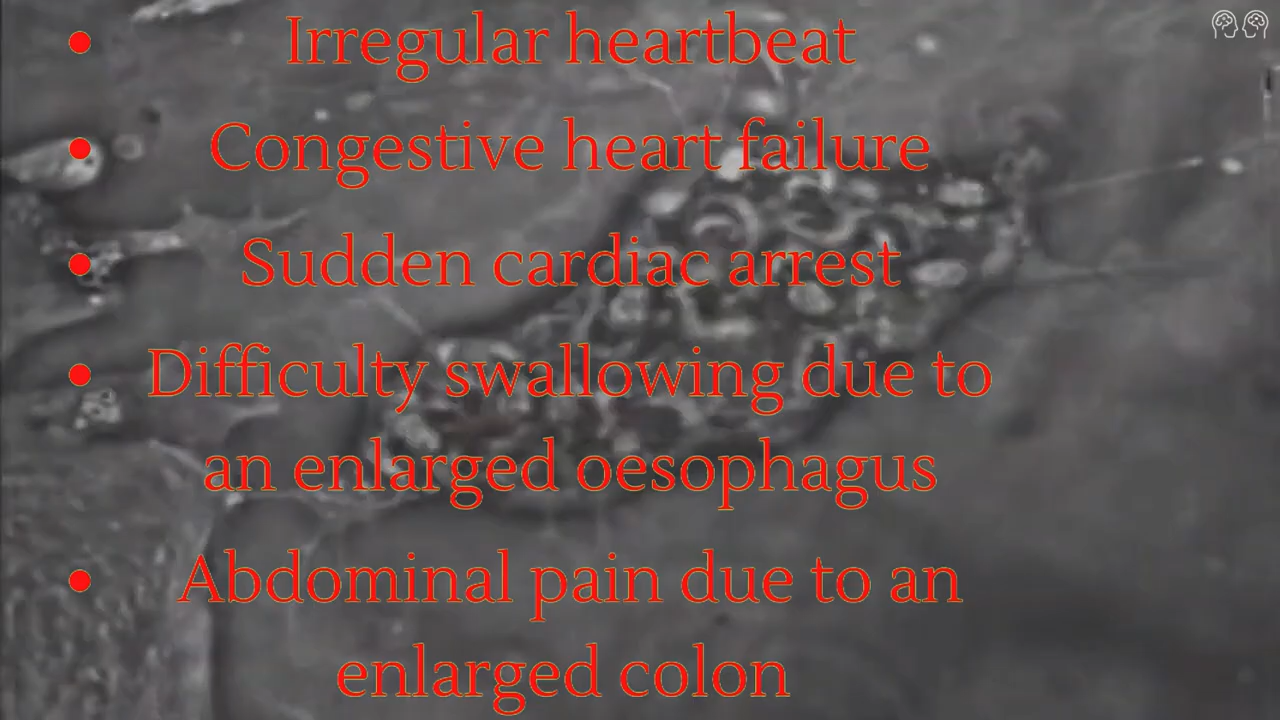 • Irregular heartbeat
• Congestive heart failure
• Sudden cardiac arrest
• Difficulty swallowing due to
an enlarged oesophagus
• Abdominal pain due to an
enlarged colon